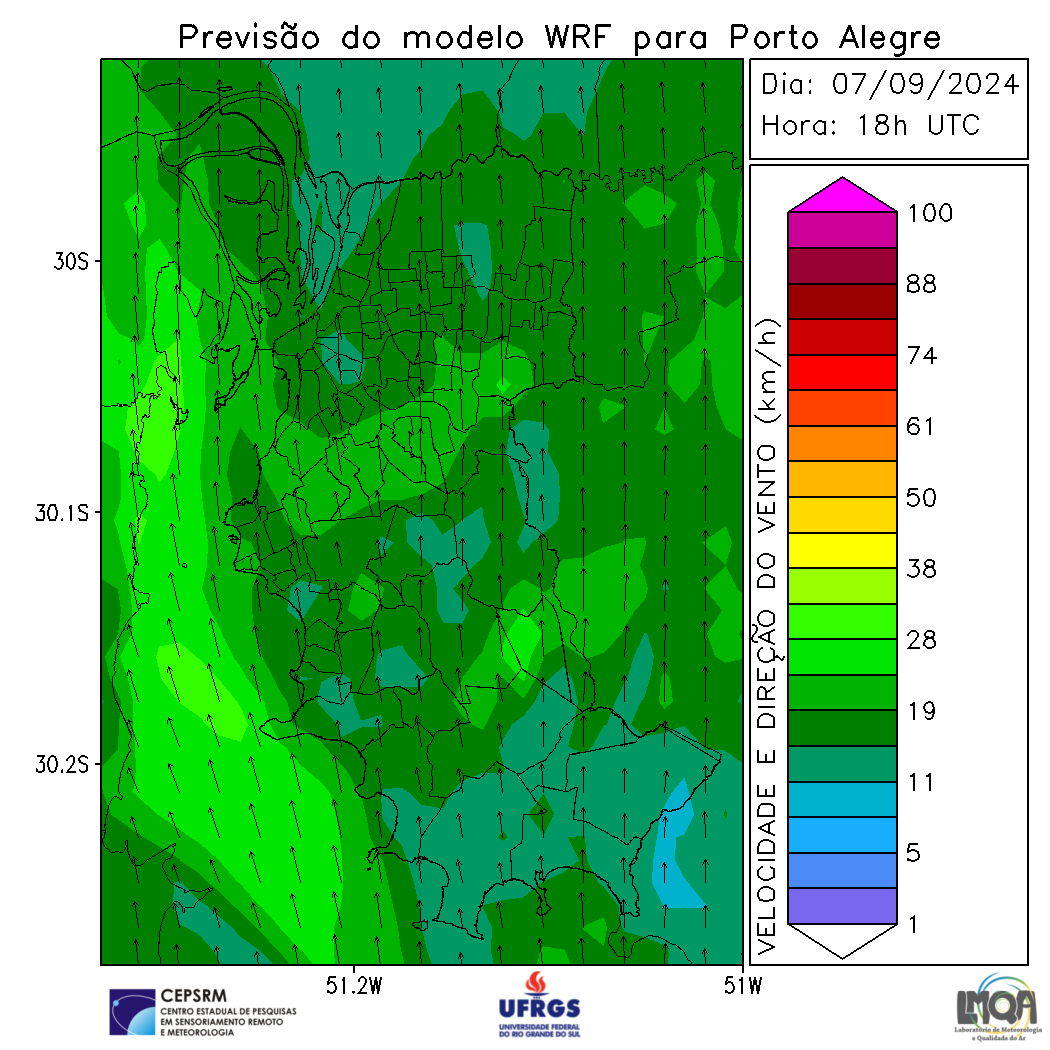 Previsão do modelo WRF para Porto Alegre
Dia: 07/09/2024
Hora: 18h UTC
30S
30.1S
30.2S
51.2W
51W
VELOCIDADE E DIREÇÃO DO VENTO (km/h)
100
88
74
61
50
38
28
19
11
5
1
CEPSRM
CENTRO ESTADUAL DE PESQUISAS
EM SENSORIAMENTO REMOTO
E METEOROLOGIA
UFRGS
UNIVERSIDADE FEDERAL
DO RIO GRANDE DO SUL
LMQA
Laboratório de Meteorologia
e Qualidade do Ar